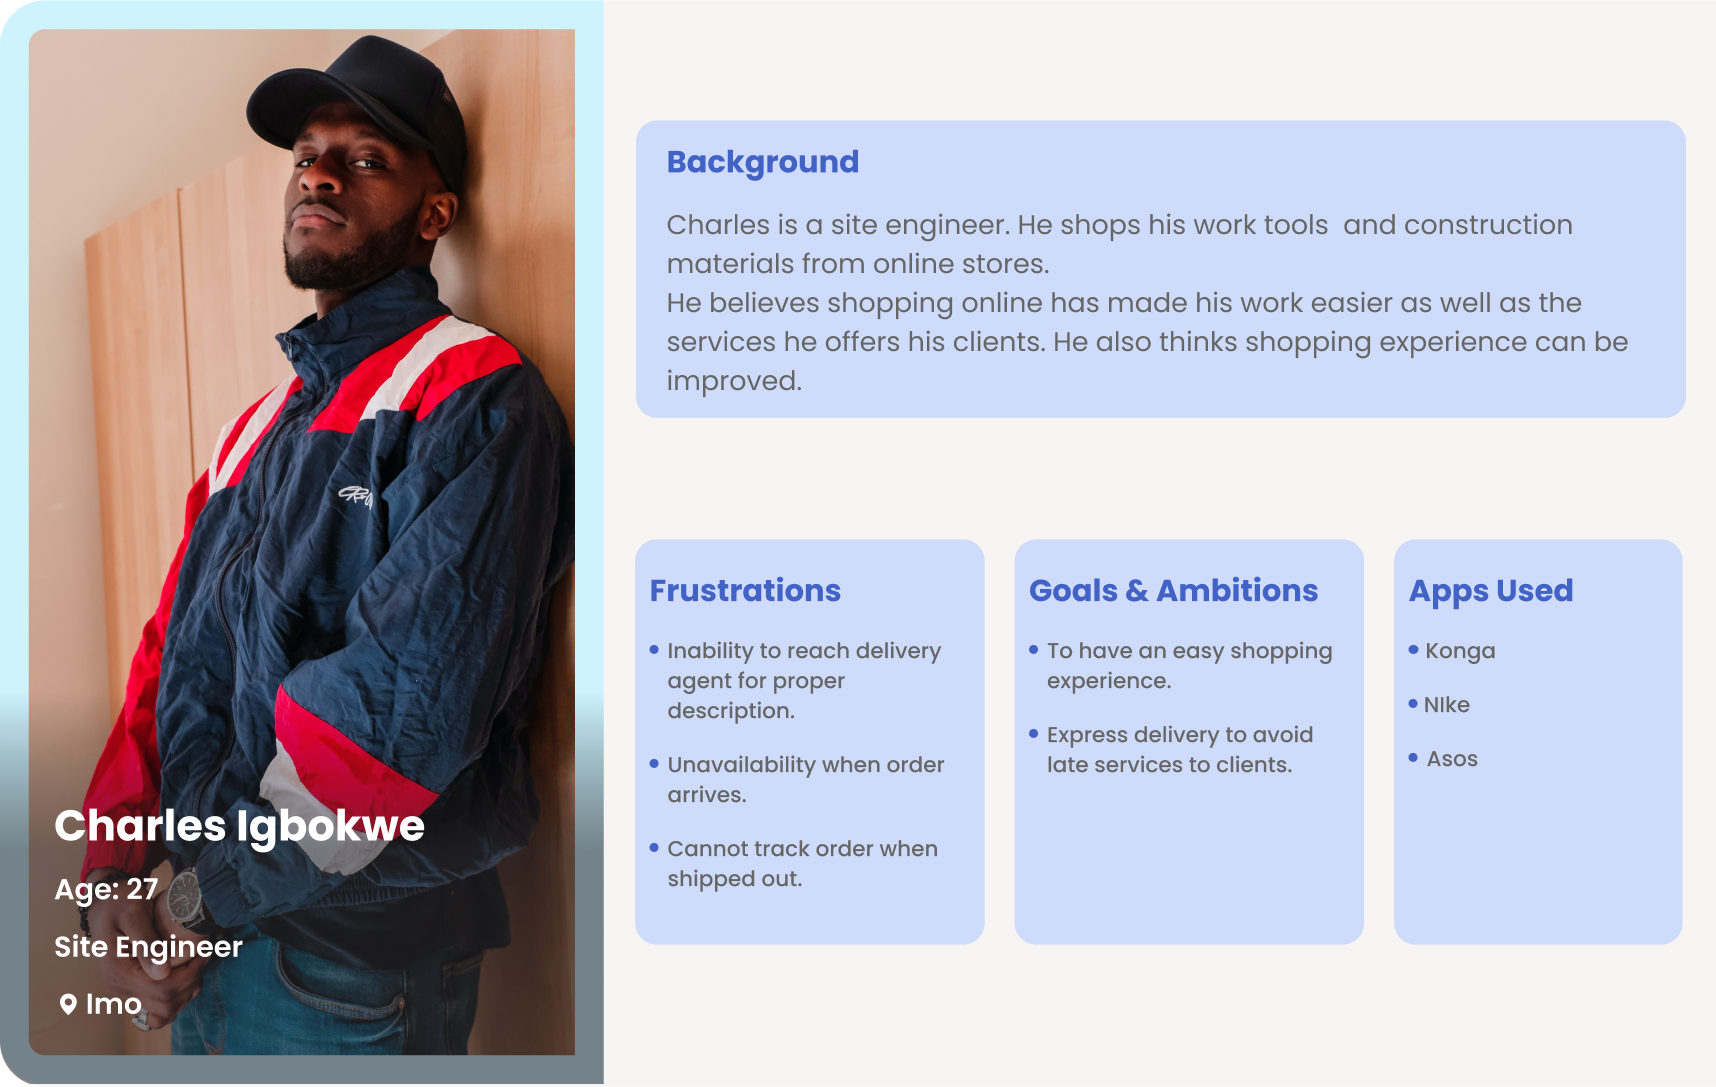 Charles Igbokwe
Age: 27
Site Engineer
Imo
Background
Charles is a site engineer. He shops his work tools  and construction
materials from online stores.
He believes shopping online has made his work easier as well as the
services he offers his clients. He also thinks shopping experience can be
improved.
Frustrations
Inability to reach delivery
agent for proper
description.
Unavailability when order
arrives.
Cannot track order when
shipped out.
Goals & Ambitions
To have an easy shopping
experience.
Express delivery to avoid
late services to clients.
Apps Used
Konga
NIke
Asos